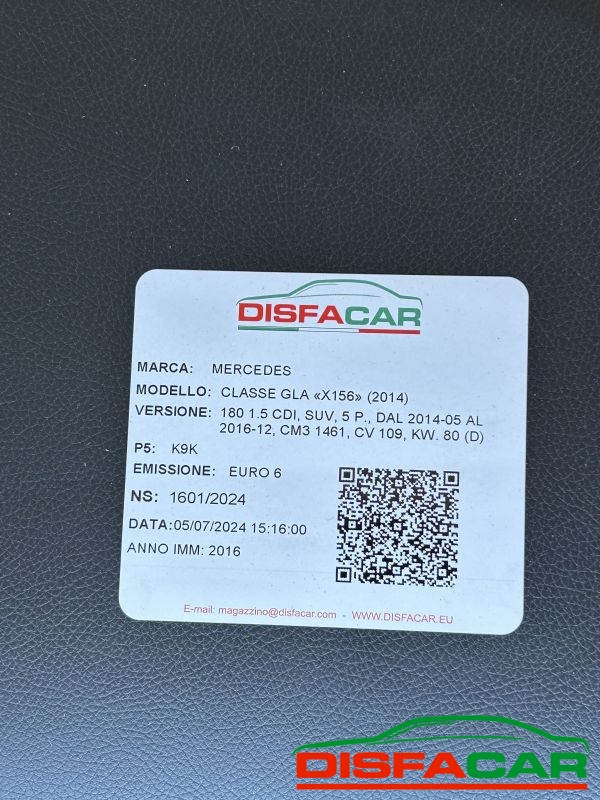 DISFACAR
MARCA: MERCEDES
MODELLO: CLASSE GLA «X156» (2014)
VERSIONE: 180 1.5 CDI, SUV, 5 P., DAL 2014-05 AL
2016-12, CM3 1461, CV 109, KW. 80 (D)
P5: K9K
EMISSIONE: EURO 6
NS: 1601/2024
DATA:05/07/2024 15:16:00
ANNO IMM: 2016
E-mail: magazzino@disfacar.com - WWW.DISFACAR.EU
DISFACAR